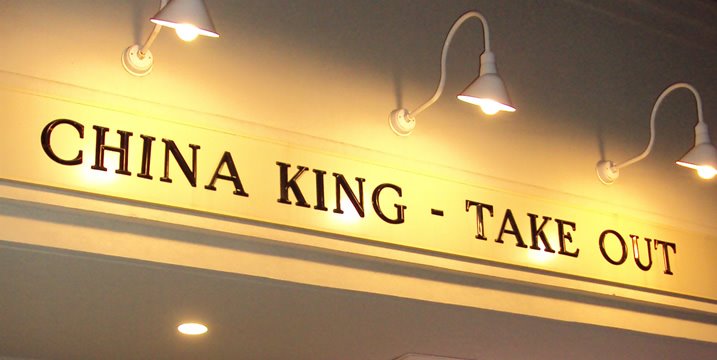 CHINA KING - TAKE OUT